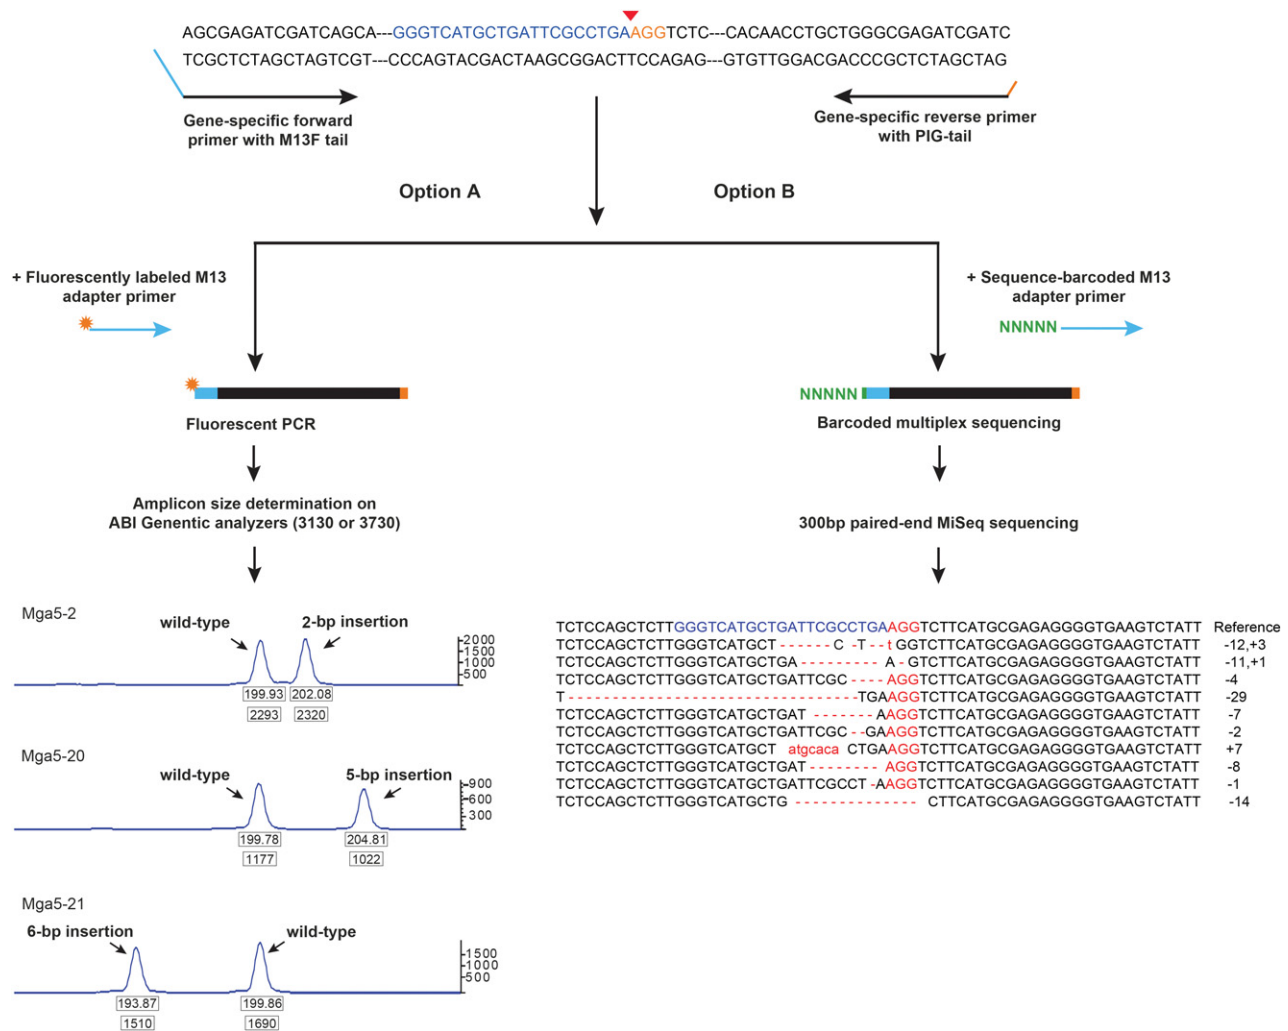 AGCGAGATCGATCAGCA---GGGTCATGCTGATTCGCCTGAAGGTCTC---CACAACCTGCTGGGCGAGATCGATC
TCGCTCTAGCTAGTCGT---CCCAGTACGACTAAGCGGACTTCCAGAG---GTGTTGGACGACCCGCTCTAGCTAG
Gene-specific forward
primer with M13F tail
Gene-specific reverse primer
with PIG-tail
Option A
Option B
+ Fluorescently labeled M13
adapter primer
+ Sequence-barcoded M13
adapter primer
NNNNN
NNNNN
Fluorescent PCR
Barcoded multiplex sequencing
Amplicon size determination on
ABI Genentic analyzers (3130 or 3730)
300bp paired-end MiSeq sequencing
Mga5-2
wild-type
2-bp insertion
2000
1500
1000
500
199.93
202.08
2293
2320
Mga5-20
wild-type
5-bp insertion
900
600
300
199.78
204.81
1177
1022
Mga5-21
6-bp insertion
wild-type
1500
1000
500
193.87
199.86
1510
1690
TCTCCAGCTCTTGGGTCATGCTGATTCGCCTGAAGGTCTTCATGCGAGAGGGGTGAAGTCTATT Reference
TCTCCAGCTCTTGGGTCATGCT - - - - - - C - T - - t GGTCTTCATGCGAGAGGGGTGAAGTCTATT -12,+3
TCTCCAGCTCTTGGGTCATGCTGA - - - - - - - - - A - GTCTTCATGCGAGAGGGGTGAAGTCTATT -11,+1
TCTCCAGCTCTTGGGTCATGCTGATTCGC - - - - AGGTCTTCATGCGAGAGGGGTGAAGTCTATT -4
T - - - - - - - - - - - - - - - - - - - - - - - - - - - - - TGAAGGTCTTCATGCGAGAGGGGTGAAGTCTATT -29
TCTCCAGCTCTTGGGTCATGCTGAT - - - - - - - AAGGTCTTCATGCGAGAGGGGTGAAGTCTATT -7
TCTCCAGCTCTTGGGTCATGCTGATTCGC - - GAAGGTCTTCATGCGAGAGGGGTGAAGTCTATT -2
TCTCCAGCTCTTGGGTCATGCT atgcaca CTGAAGGTCTTCATGCGAGAGGGGTGAAGTCTATT +7
TCTCCAGCTCTTGGGTCATGCTGAT - - - - - - - - AGGTCTTCATGCGAGAGGGGTGAAGTCTATT -8
TCTCCAGCTCTTGGGTCATGCTGATTCGCCT - AAGGTCTTCATGCGAGAGGGGTGAAGTCTATT -1
TCTCCAGCTCTTGGGTCATGCTG - - - - - - - - - - - - - - CTTCATGCGAGAGGGGTGAAGTCTATT -14